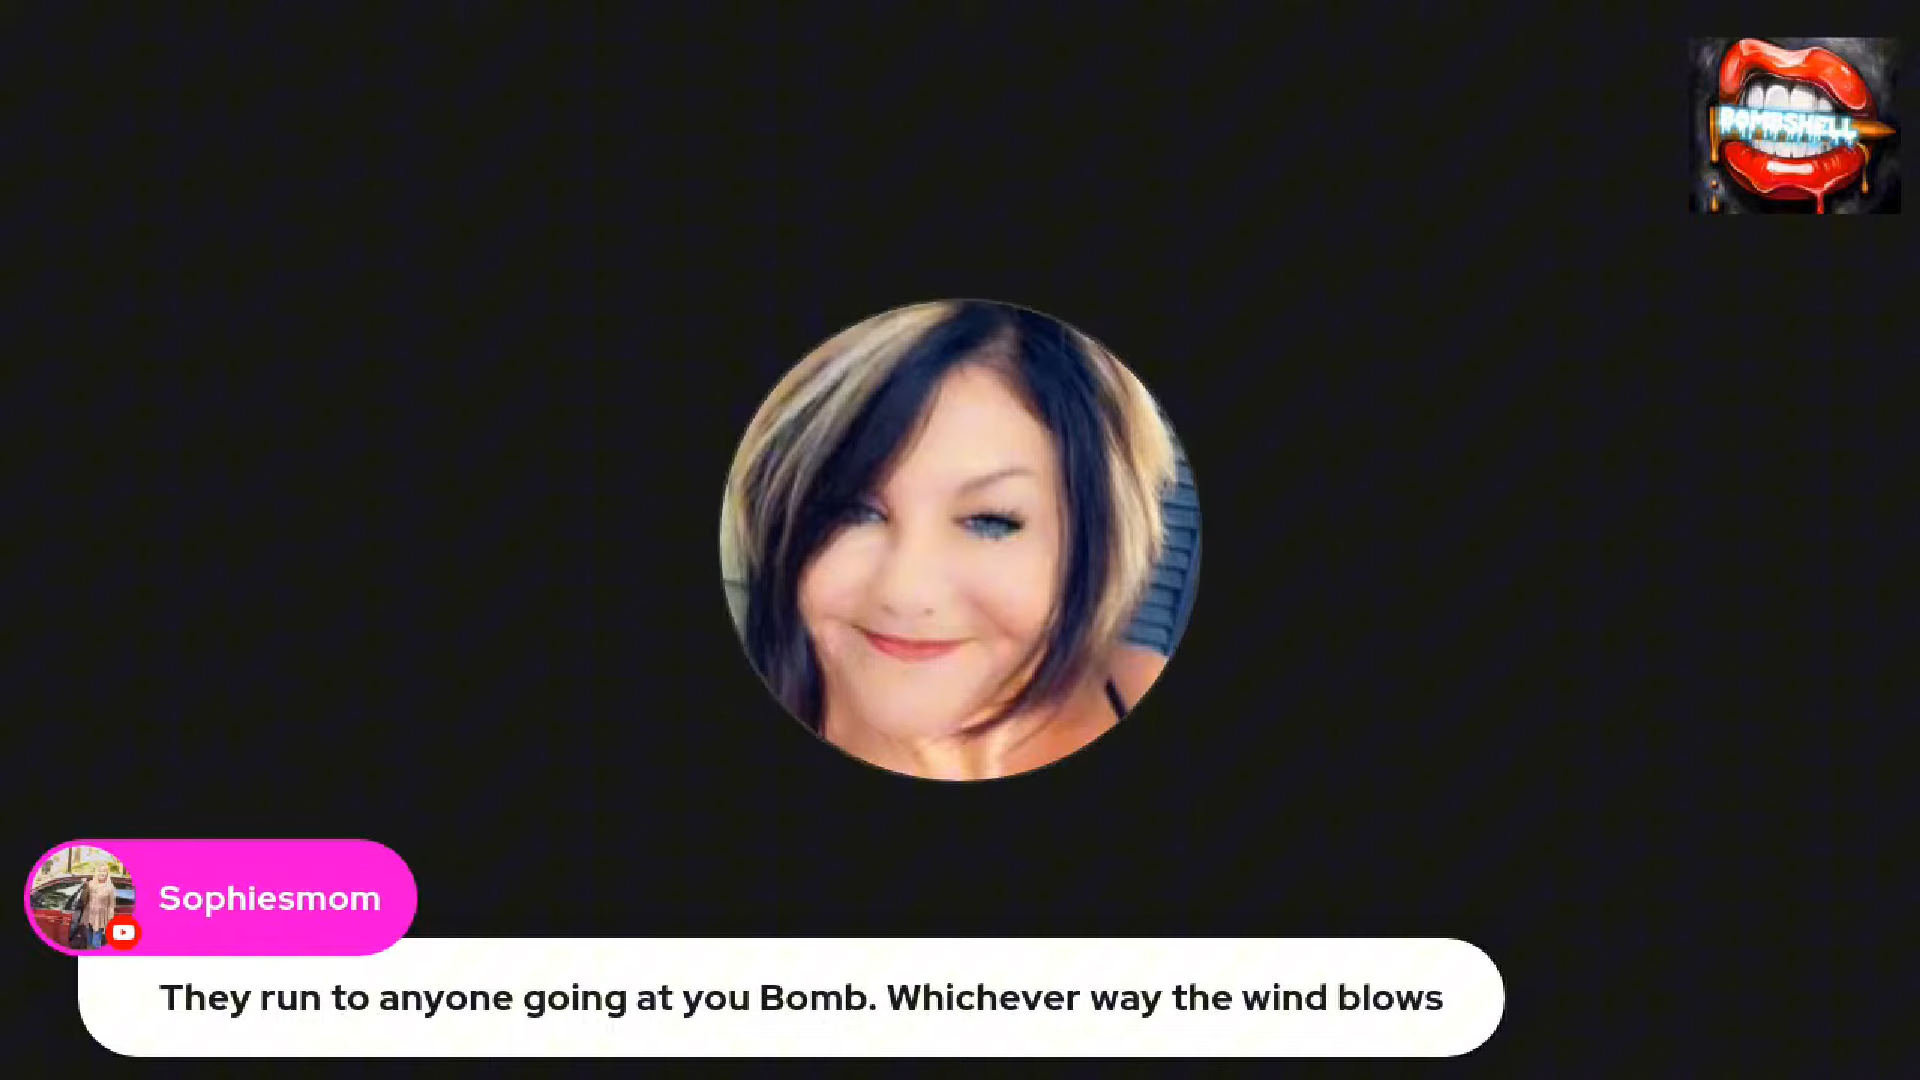 BOMBSHELL
Sophiesmom
They run to anyone going at you Bomb. Whichever way the wind blows